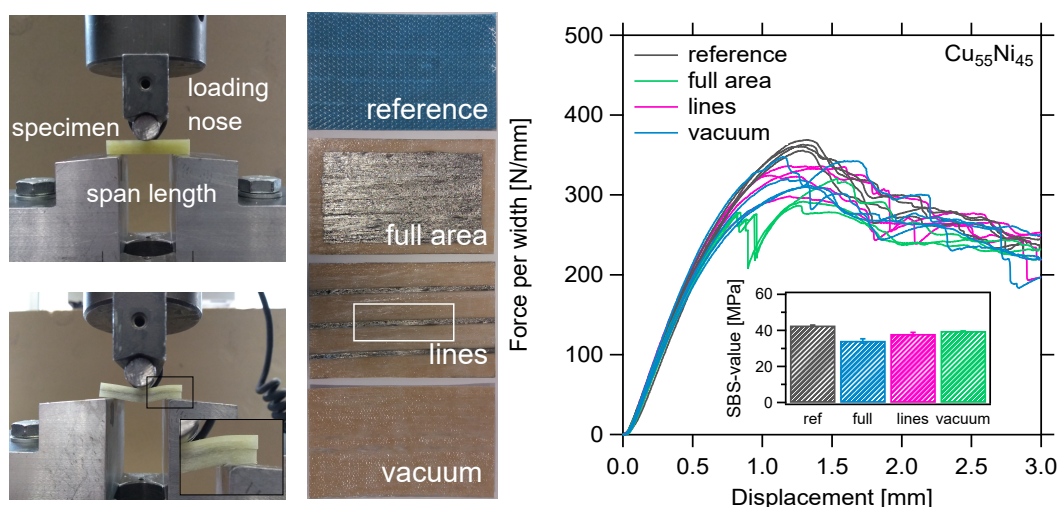 loading
nose
specimen
span length
reference
full area
lines
vacuum
Force per width [N/mm]
500
400
300
200
100
0
0.0
0.5
1.0
1.5
2.0
2.5
3.0
Displacement [mm]
reference
full area
lines
vacuum
Cu₅₅Ni₄₅
SBS-value [MPa]
60
40
20
0
ref
full
lines
vacuum